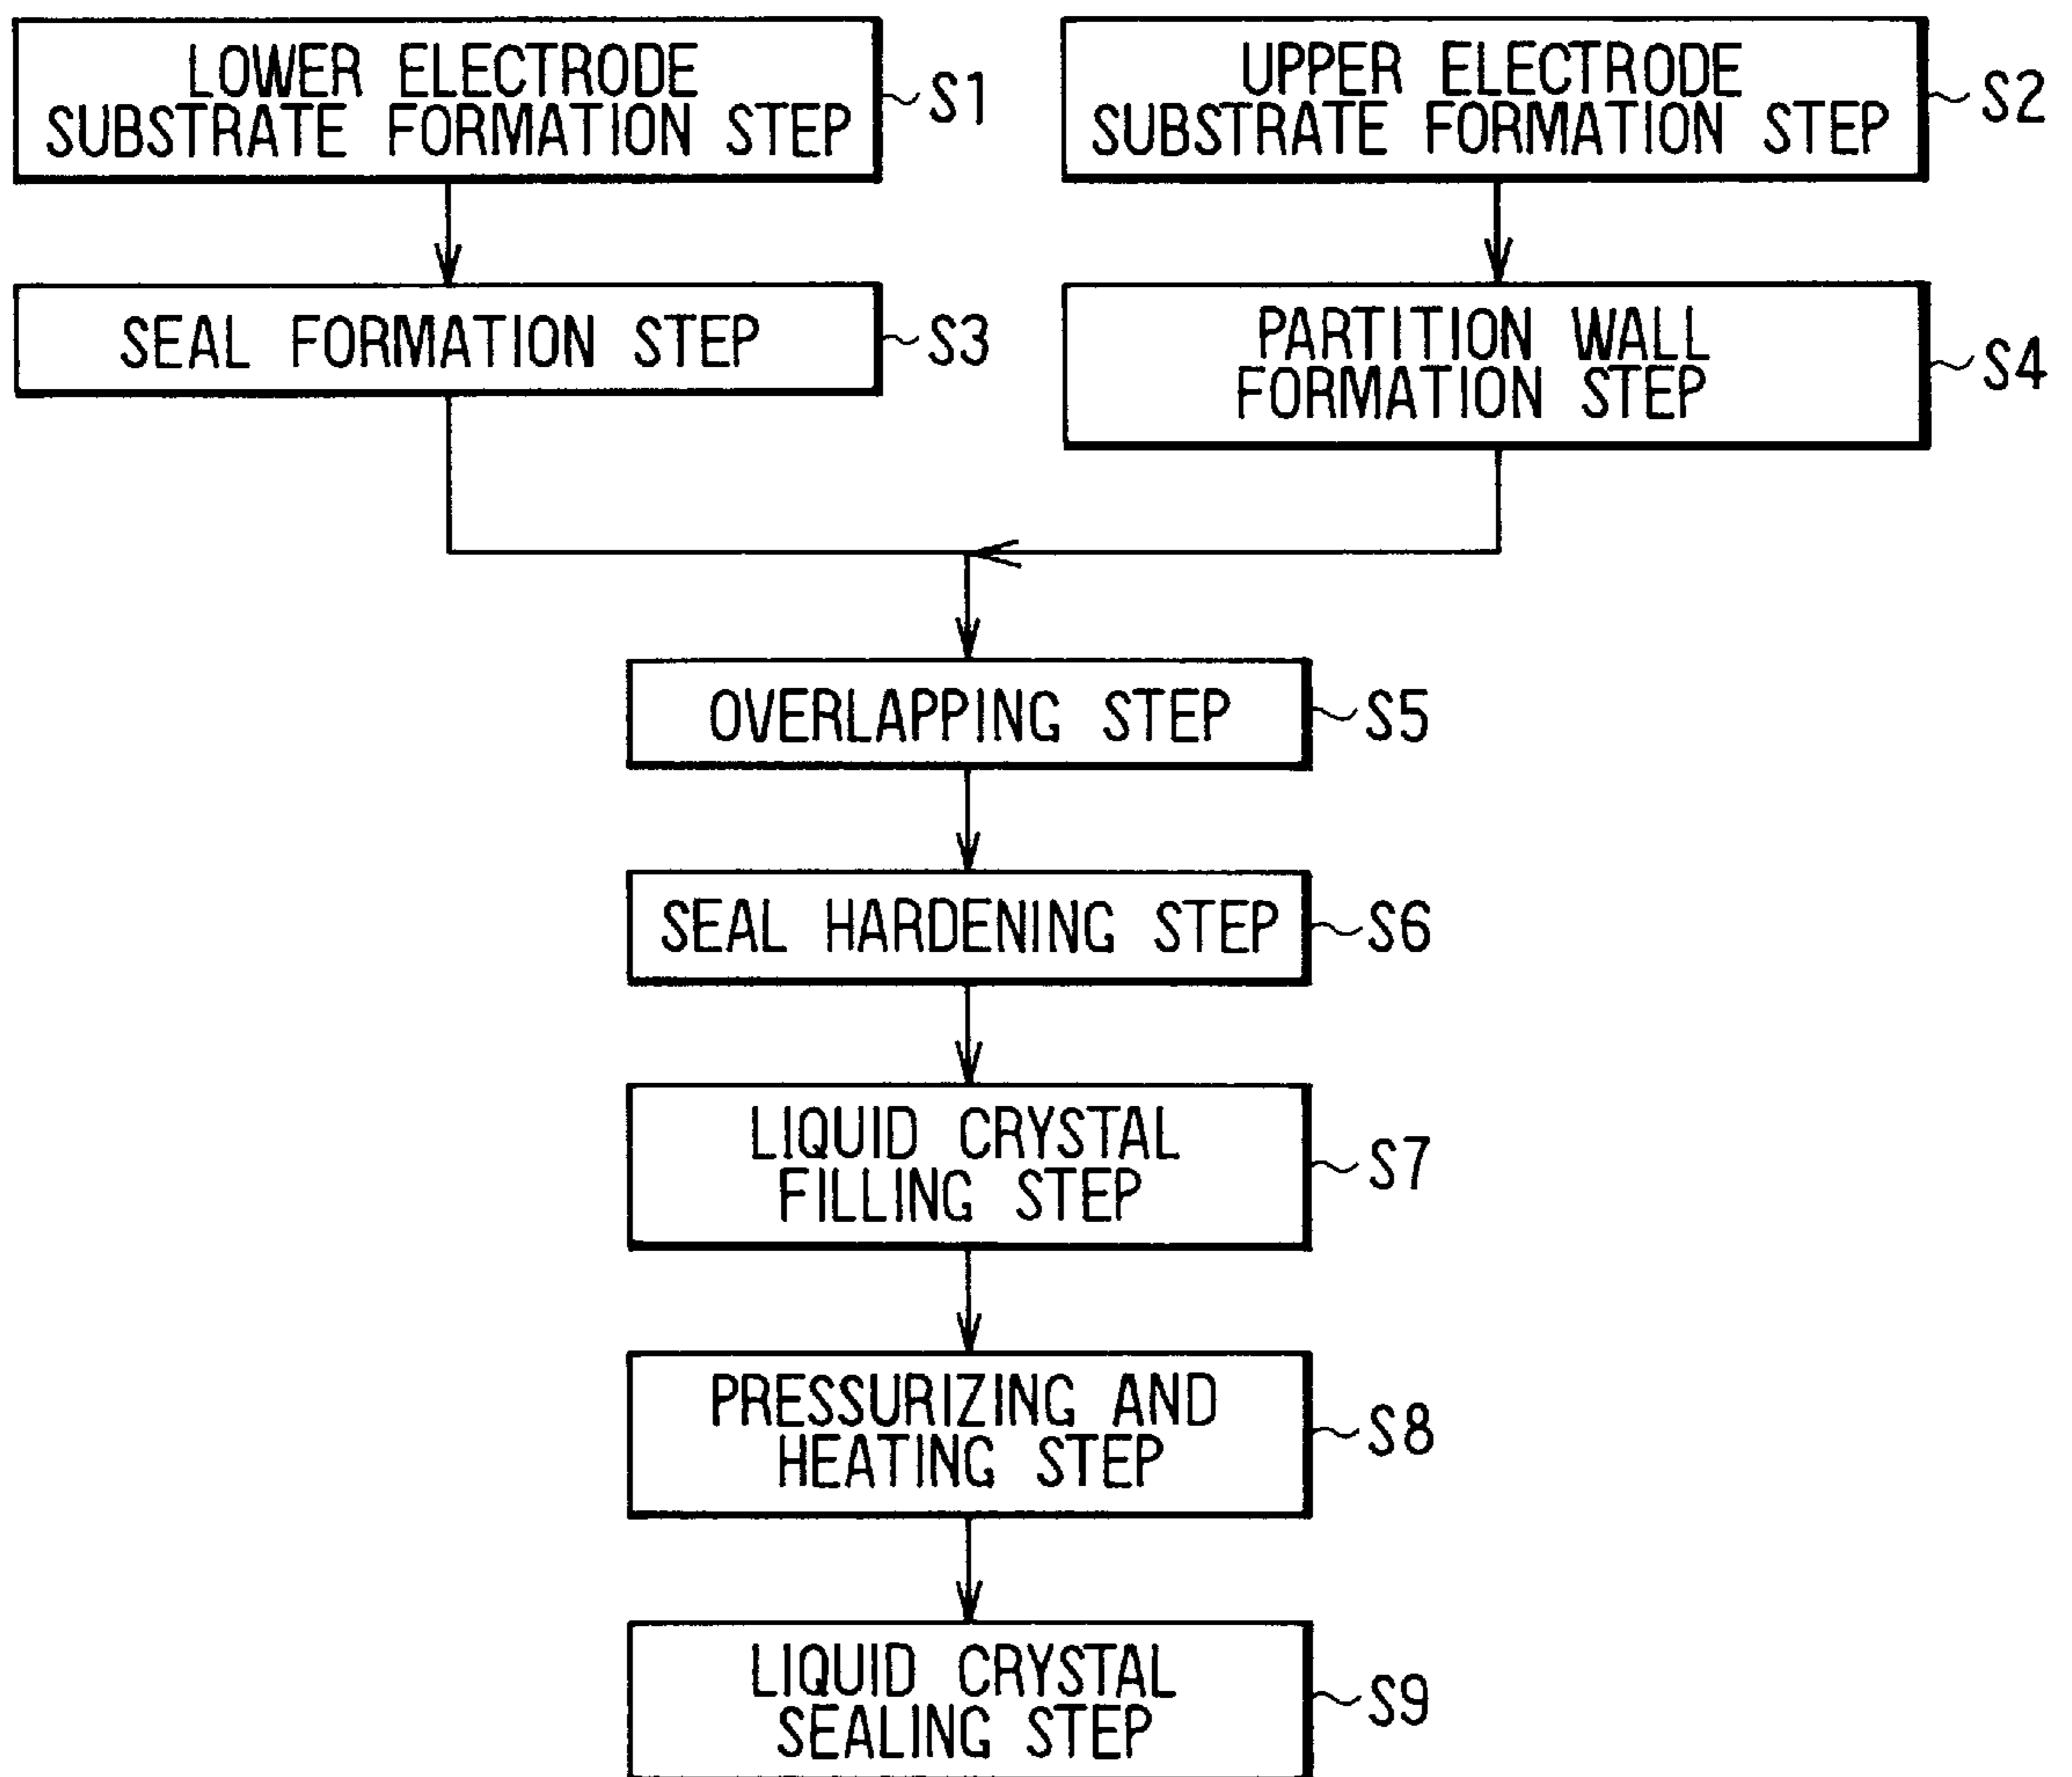 LOWER ELECTRODE
SUBSTRATE FORMATION STEP
S1
UPPER ELECTRODE
SUBSTRATE FORMATION STEP
S2
SEAL FORMATION STEP
S3
PARTITION WALL
FORMATION STEP
S4
OVERLAPPING STEP
S5
SEAL HARDENING STEP
S6
LIQUID CRYSTAL
FILLING STEP
S7
PRESSURIZING AND
HEATING STEP
S8
LIQUID CRYSTAL
SEALING STEP
S9